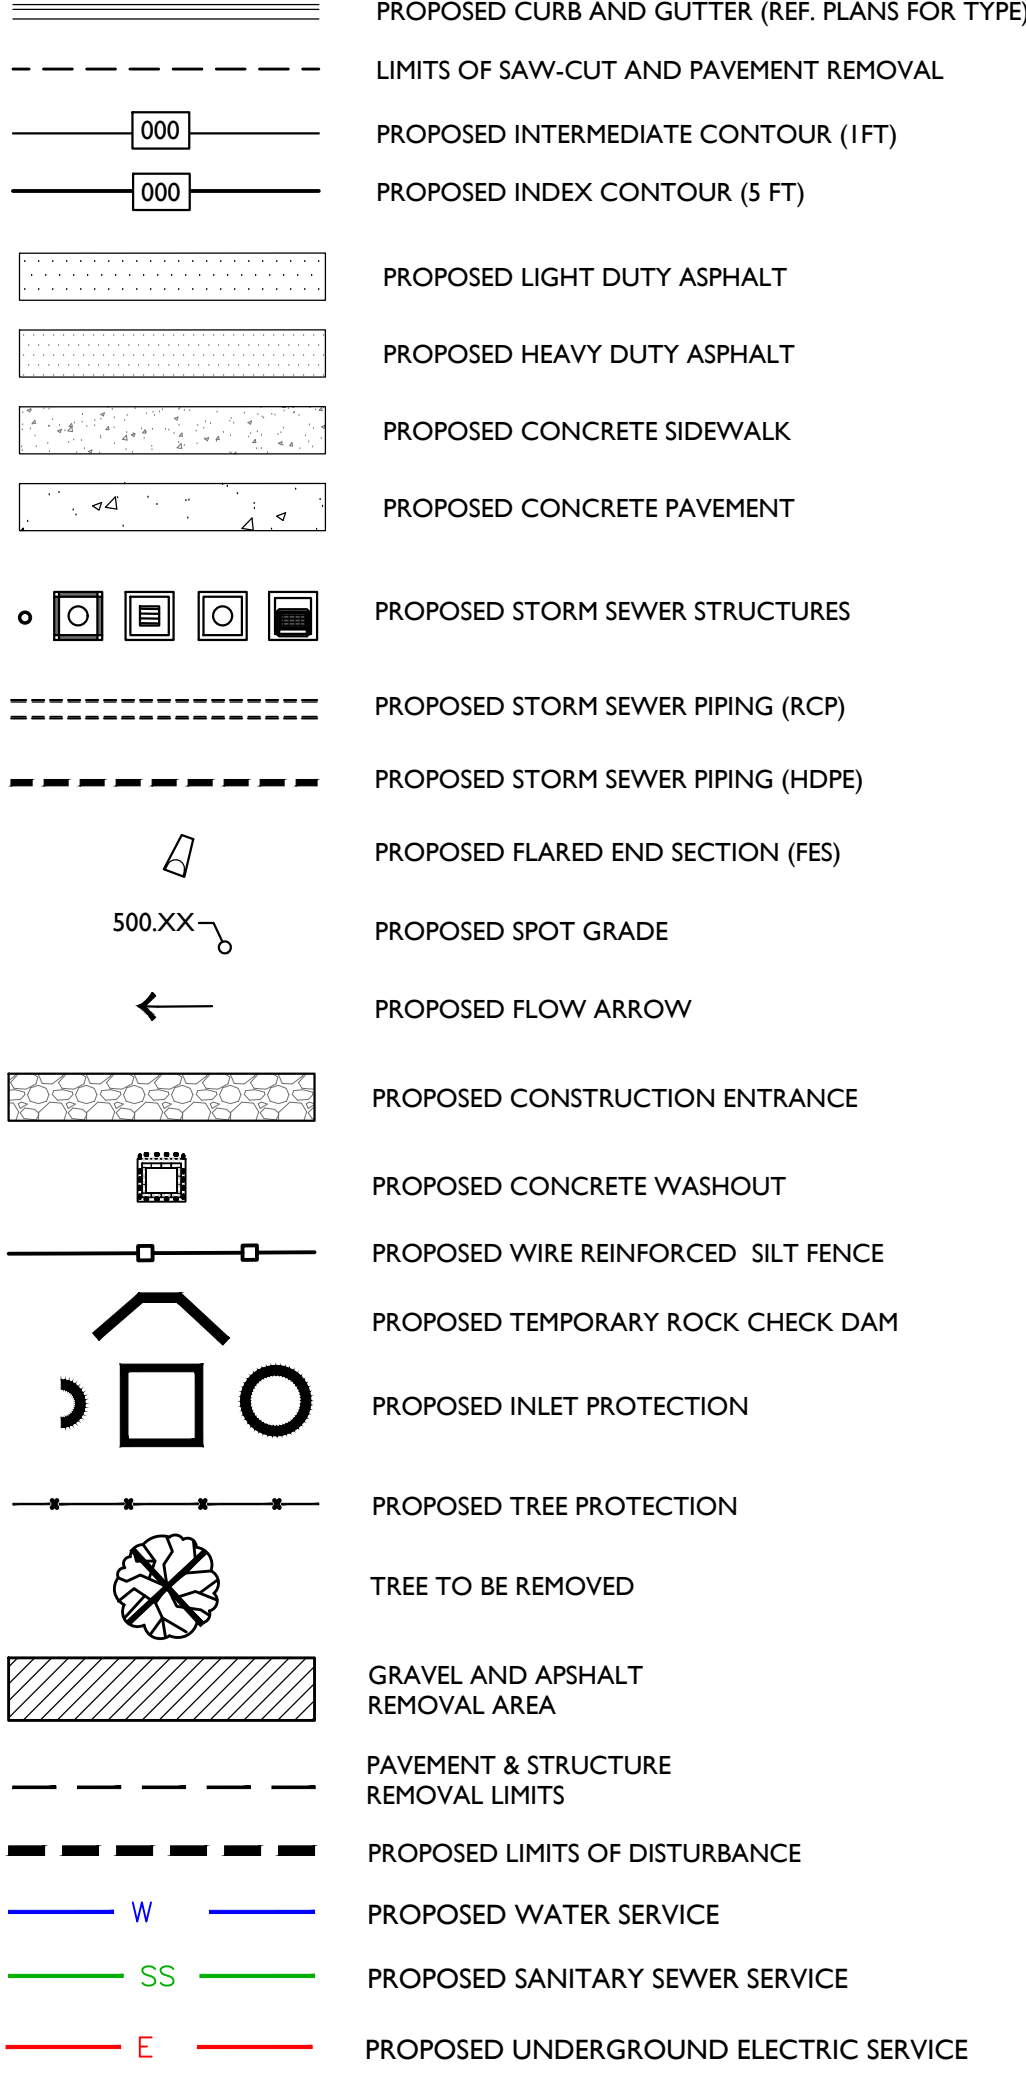 PROPOSED CURB AND GUTTER (REF. PLANS FOR TYPE)
LIMITS OF SAW-CUT AND PAVEMENT REMOVAL
000 PROPOSED INTERMEDIATE CONTOUR (1FT)
000 PROPOSED INDEX CONTOUR (5 FT)
PROPOSED LIGHT DUTY ASPHALT
PROPOSED HEAVY DUTY ASPHALT
PROPOSED CONCRETE SIDEWALK
PROPOSED CONCRETE PAVEMENT
PROPOSED STORM SEWER STRUCTURES
PROPOSED STORM SEWER PIPING (RCP)
PROPOSED STORM SEWER PIPING (HDPE)
PROPOSED FLARED END SECTION (FES)
500.XX PROPOSED SPOT GRADE
PROPOSED FLOW ARROW
PROPOSED CONSTRUCTION ENTRANCE
PROPOSED CONCRETE WASHOUT
PROPOSED WIRE REINFORCED  SILT FENCE
PROPOSED TEMPORARY ROCK CHECK DAM
PROPOSED INLET PROTECTION
PROPOSED TREE PROTECTION
TREE TO BE REMOVED
GRAVEL AND APSHALT
REMOVAL AREA
PAVEMENT & STRUCTURE
REMOVAL LIMITS
PROPOSED LIMITS OF DISTURBANCE
W PROPOSED WATER SERVICE
SS PROPOSED SANITARY SEWER SERVICE
E PROPOSED UNDERGROUND ELECTRIC SERVICE